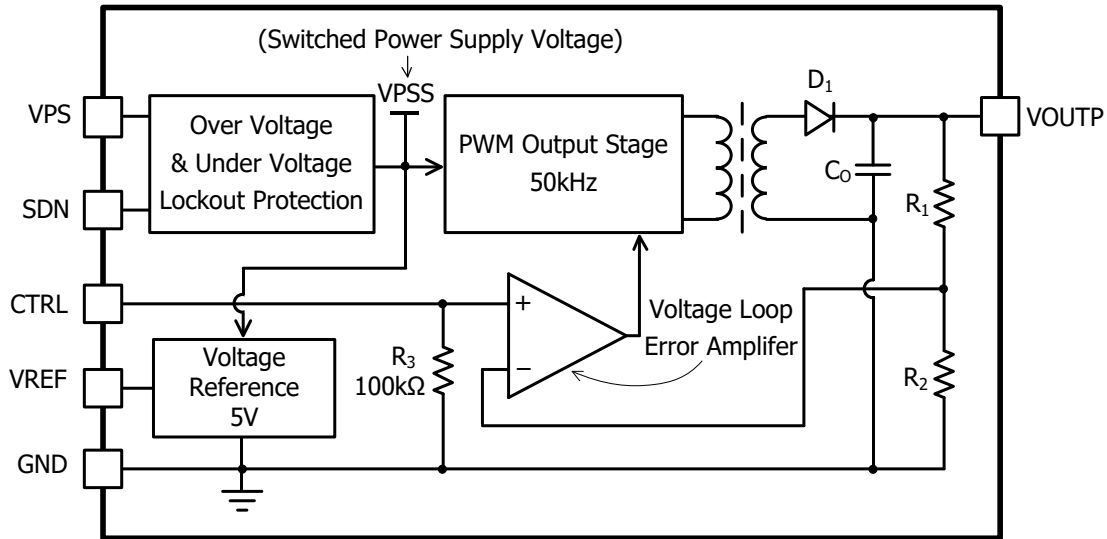 (Switched Power Supply Voltage)
VPSS
VPS
SDN
Over Voltage
& Under Voltage
Lockout Protection
PWM Output Stage
50kHz
D₁
VOUTP
C₀
R₁
CTRL
+
−
Voltage Loop
Error Amplifer
R₃
100kΩ
R₂
VREF
Voltage
Reference
5V
GND